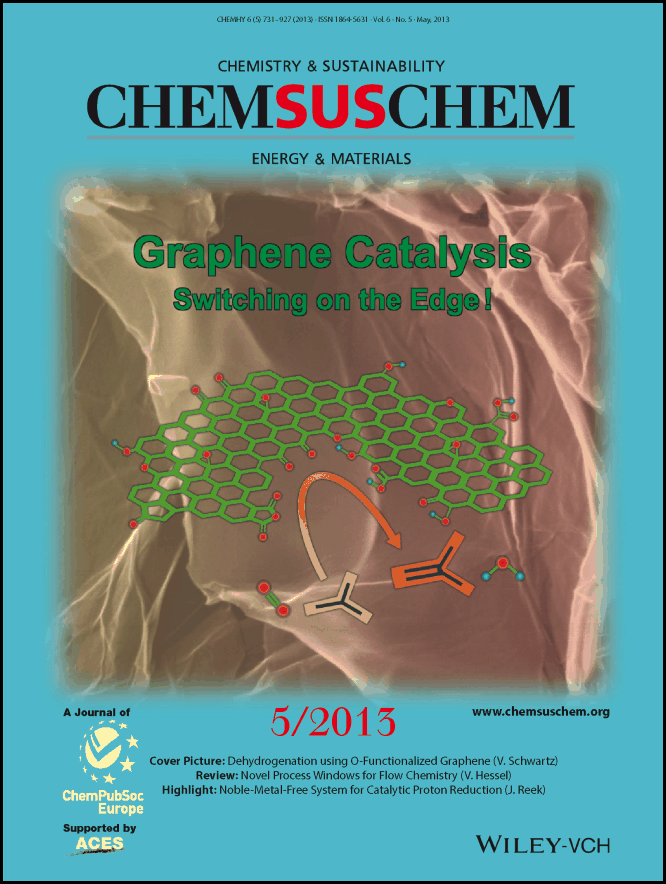 CHEMHY 6 (5) 731–927 (2013) · ISSN 1864-5631 · Vol. 6 · No. 5 · May, 2013
CHEMISTRY & SUSTAINABILITY
CHEMSUSCHEM
ENERGY & MATERIALS
Graphene Catalysis
Switching on the Edge!
A Journal of
ChemPubSoc
Europe
Supported by
ACES
5/2013
www.chemsuschem.org
Cover Picture: Dehydrogenation using O-Functionalized Graphene (V. Schwartz)
Review: Novel Process Windows for Flow Chemistry (V. Hessel)
Highlight: Noble-Metal-Free System for Catalytic Proton Reduction (J. Reek)
WILEY-VCH